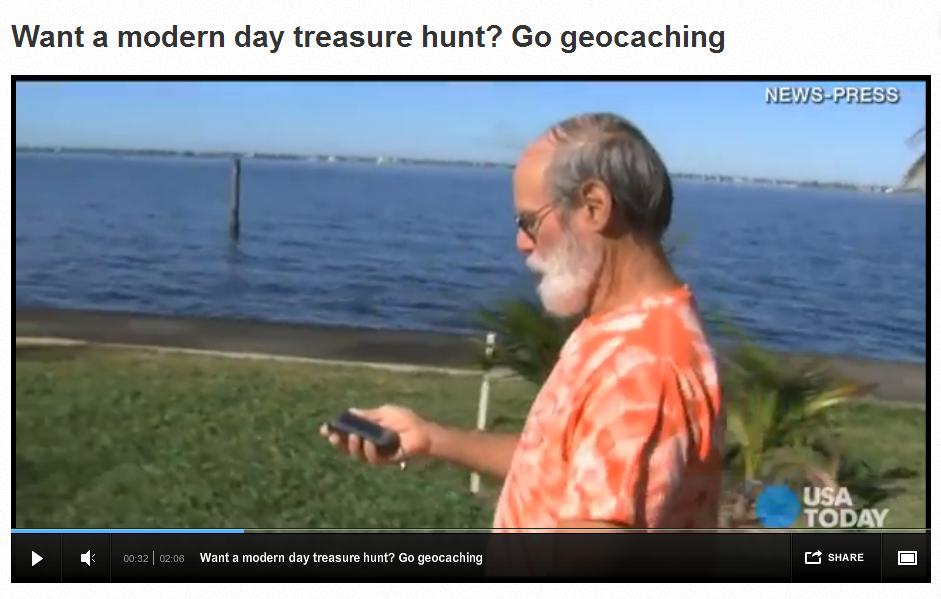 Want a modern day treasure hunt? Go geocaching
NEWS-PRESS
USA
TODAY
00:32 | 02:06 Want a modern day treasure hunt? Go geocaching SHARE